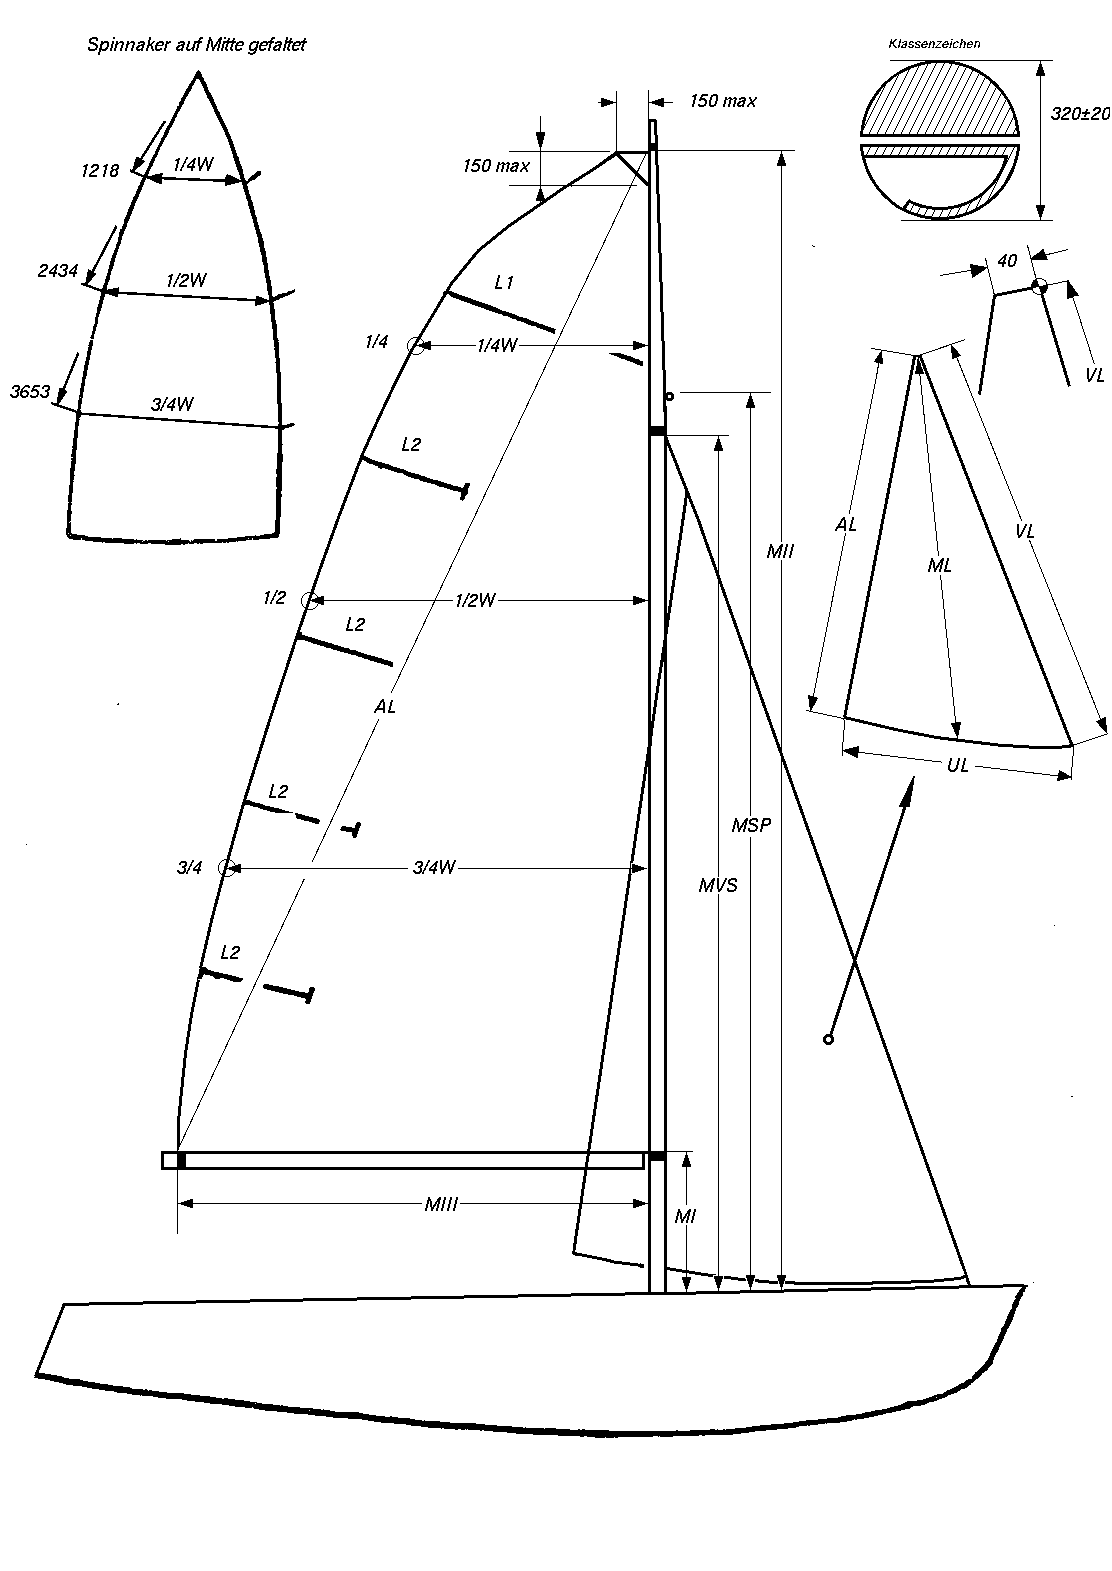 Spinnaker auf Mitte gefaltet
Klassenzeichen
150 max
320±20
1218
1/4W
150 max
2434
1/2W
40
L1
VL
1/4
1/4W
3653
3/4W
L2
AL
VL
MII
ML
1/2
1/2W
L2
AL
UL
L2
MSP
3/4
3/4W
MVS
L2
MIII
MI